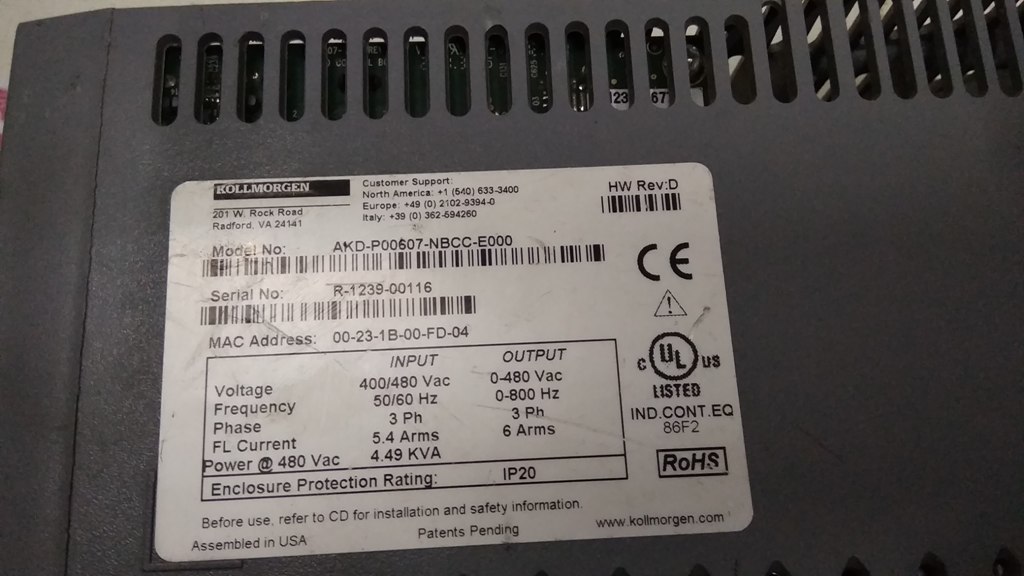 123
67
KOLLMORGEN
201 W. Rock Road
Radford, VA 24141
Customer Support:
North America: +1 (540) 633-3400
Europe: +49 (0) 2102-9394-0
Italy: +39 (0) 362-594260
HW Rev:D
Model No: AKD-P00607-NBCC-E000
Serial No: R-1239-00116
MAC Address: 00-23-1B-00-FD-04
INPUT OUTPUT
Voltage 400/480 Vac 0-480 Vac
Frequency 50/60 Hz 0-800 Hz
Phase 3 Ph 3 Ph
FL Current 5.4 Arms 6 Arms
Power @ 480 Vac 4.49 KVA
Enclosure Protection Rating: IP20
CE
C UL US
LISTED
IND.CONT.EQ
86F2
RoHS
Before use, refer to CD for installation and safety information.
Assembled in USA
Patents Pending
www.kollmorgen.com